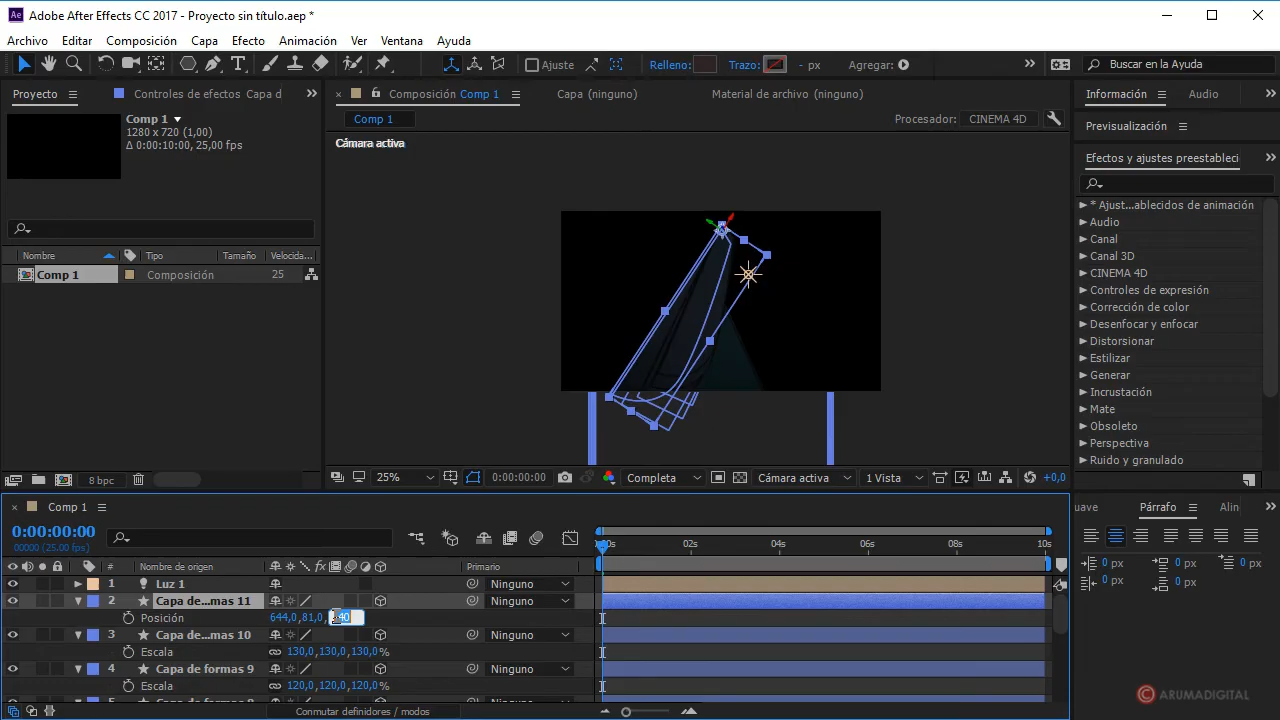 Adobe After Effects CC 2017 - Proyecto sin título.aep *
Archivo Editar Composición Capa Efecto Animación Ver Ventana Ayuda
Ajuste Relleno: Trazo: - px Agregar: Buscar en la Ayuda
Proyecto Controles de efectos Capa d
Composición Comp 1 Capa (ninguno) Material de archivo (ninguno)
Información Audio
Comp 1
1280 x 720 (1,00)
Δ 0:00:10:00, 25,00 fps
Comp 1 Procesador: CINEMA 4D
Previsualización
Cámara activa
Efectos y ajustes preestableci
* Ajust...ablecidos de animación
Audio
Canal
Canal 3D
CINEMA 4D
Controles de expresión
Corrección de color
Desenfocar y enfocar
Distorsionar
Estilizar
Generar
Incrustación
Mate
Obsoleto
Perspectiva
Ruido y granulado
Nombre Tipo Tamaño Velocida...
Comp 1 Composición 25
8 bpc
25% 0:00:00:00 Completa Cámara activa 1 Vista +0,0
Comp 1
uave Párrafo Alin
0:00:00:00
00000 (25.00 fps)
02s 04s 06s 08s 10s
Nº Nombre de origen Primario
1 Luz 1 Ninguno
2 Capa de...mas 11 Ninguno
Posición 644,0,81,0,
3 Capa de...mas 10 Ninguno
Escala 130,0,130,0,130,0%
4 Capa de formas 9 Ninguno
Escala 120,0,120,0,120,0%
Conmutar definidores / modos
0 px 0 px 0 px
0 px 0 px
© ARUMADIGITAL